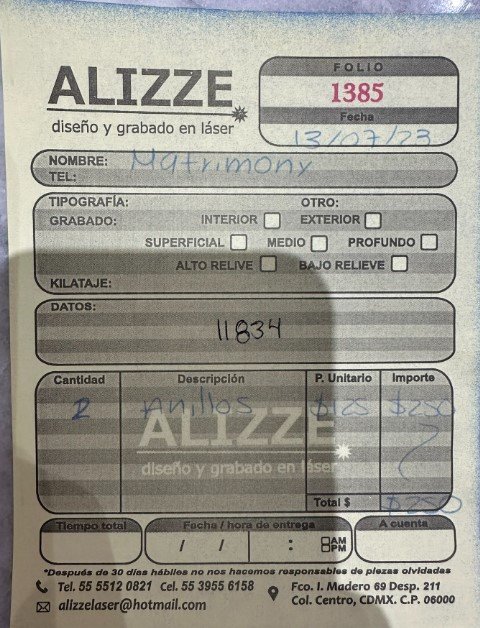 ALIZZE
diseño y grabado en láser
FOLIO
1385
Fecha
13/07/23
NOMBRE: Matrimony
TEL:
TIPOGRAFÍA: OTRO:
GRABADO: INTERIOR EXTERIOR
SUPERFICIAL MEDIO PROFUNDO
ALTO RELIVE BAJO RELIEVE
KILATAJE:
DATOS:
11834
Cantidad Descripción P. Unitario Importe
2 Anillos $125 $250
ALIZZE
diseño y grabado en láser
Total $ $250
Tiempo total Fecha / hora de entrega A cuenta
/ / : AM
PM
*Después de 30 días hábiles no nos hacemos responsables de piezas olvidadas
Tel. 55 5512 0821 Cel. 55 3955 6158
alizzelaser@hotmail.com
Fco. I. Madero 69 Desp. 211
Col. Centro, CDMX. C.P. 06000